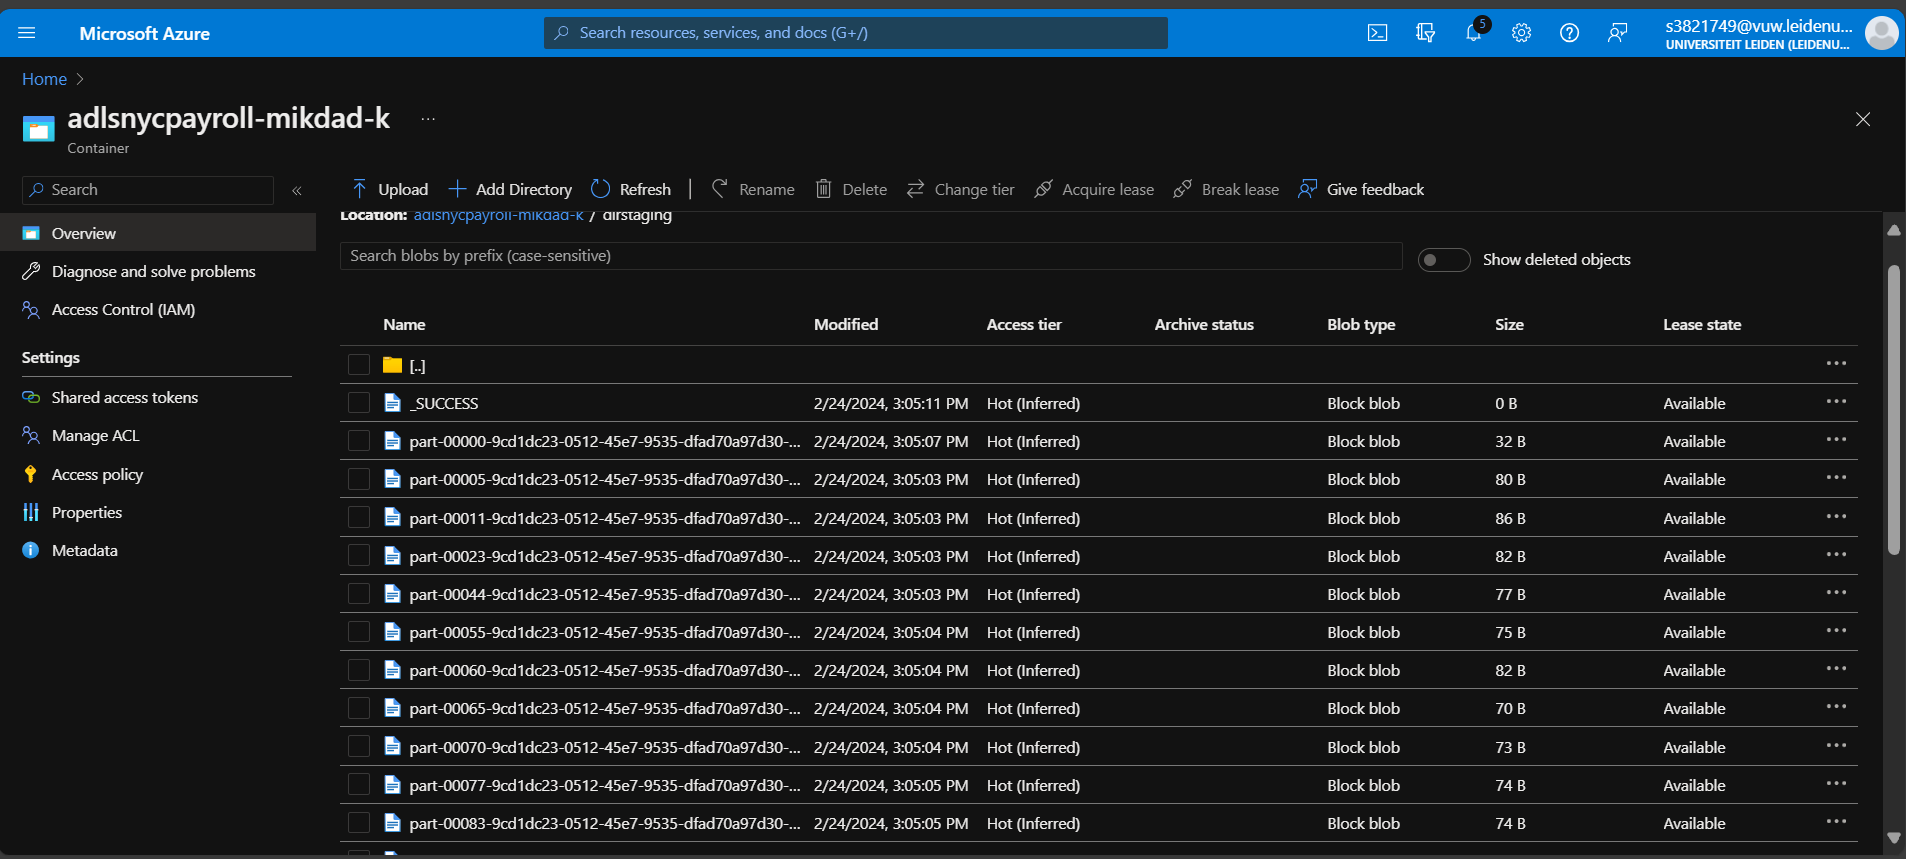 Microsoft Azure
Search resources, services, and docs (G+/)
5
s3821749@vuw.leidenu...
UNIVERSITEIT LEIDEN (LEIDENU...
Home
adlsnycpayroll-mikdad-k ...
Container
Search
Overview
Diagnose and solve problems
Access Control (IAM)
Settings
Shared access tokens
Manage ACL
Access policy
Properties
Metadata
Upload Add Directory Refresh Rename Delete Change tier Acquire lease Break lease Give feedback
Location: adlsnycpayroll-mikdad-k / dirstaging
Search blobs by prefix (case-sensitive)
Show deleted objects
Name Modified Access tier Archive status Blob type Size Lease state
[..]
_SUCCESS 2/24/2024, 3:05:11 PM Hot (Inferred) Block blob 0 B Available
part-00000-9cd1dc23-0512-45e7-9535-dfad70a97d30-... 2/24/2024, 3:05:07 PM Hot (Inferred) Block blob 32 B Available
part-00005-9cd1dc23-0512-45e7-9535-dfad70a97d30-... 2/24/2024, 3:05:03 PM Hot (Inferred) Block blob 80 B Available
part-00011-9cd1dc23-0512-45e7-9535-dfad70a97d30-... 2/24/2024, 3:05:03 PM Hot (Inferred) Block blob 86 B Available
part-00023-9cd1dc23-0512-45e7-9535-dfad70a97d30-... 2/24/2024, 3:05:03 PM Hot (Inferred) Block blob 82 B Available
part-00044-9cd1dc23-0512-45e7-9535-dfad70a97d30-... 2/24/2024, 3:05:03 PM Hot (Inferred) Block blob 77 B Available
part-00055-9cd1dc23-0512-45e7-9535-dfad70a97d30-... 2/24/2024, 3:05:04 PM Hot (Inferred) Block blob 75 B Available
part-00060-9cd1dc23-0512-45e7-9535-dfad70a97d30-... 2/24/2024, 3:05:04 PM Hot (Inferred) Block blob 82 B Available
part-00065-9cd1dc23-0512-45e7-9535-dfad70a97d30-... 2/24/2024, 3:05:04 PM Hot (Inferred) Block blob 70 B Available
part-00070-9cd1dc23-0512-45e7-9535-dfad70a97d30-... 2/24/2024, 3:05:04 PM Hot (Inferred) Block blob 73 B Available
part-00077-9cd1dc23-0512-45e7-9535-dfad70a97d30-... 2/24/2024, 3:05:05 PM Hot (Inferred) Block blob 74 B Available
part-00083-9cd1dc23-0512-45e7-9535-dfad70a97d30-... 2/24/2024, 3:05:05 PM Hot (Inferred) Block blob 74 B Available